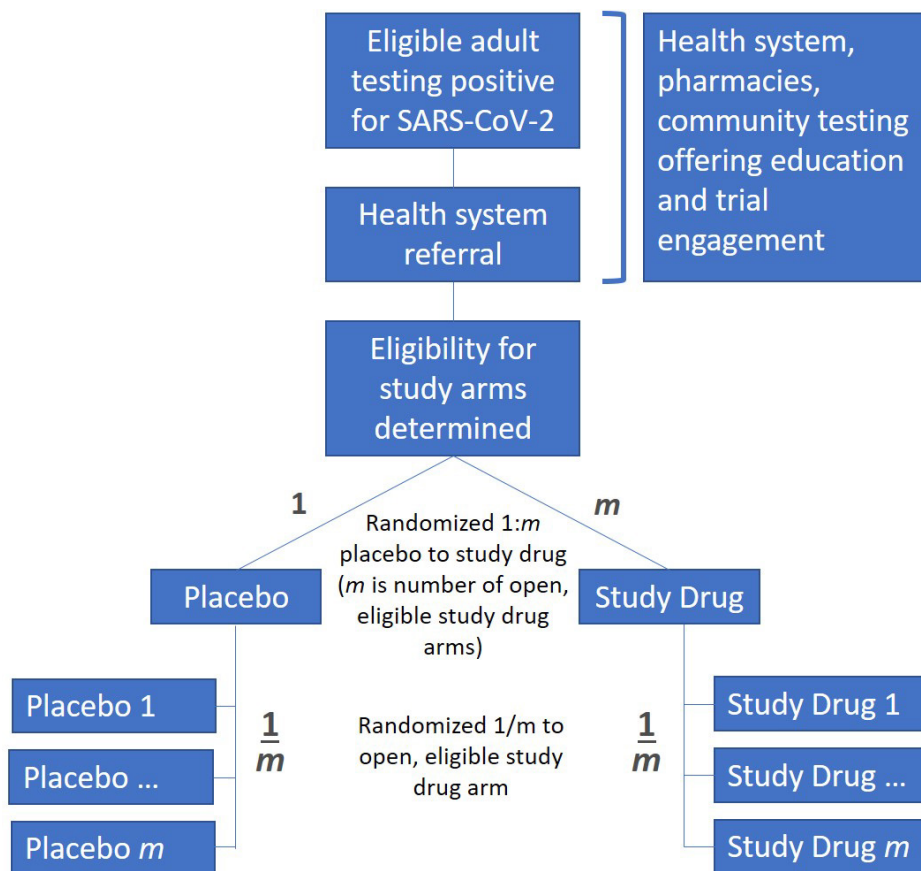 Eligible adult
testing positive
for SARS-CoV-2
Health system,
pharmacies,
community testing
offering education
and trial
engagement
Health system
referral
Eligibility for
study arms
determined
1
m
Randomized 1:m
placebo to study drug
(m is number of open,
eligible study drug
arms)
Placebo
Study Drug
Placebo 1
Placebo ...
Placebo m
1
m
Randomized 1/m to
open, eligible study
drug arm
1
m
Study Drug 1
Study Drug ...
Study Drug m